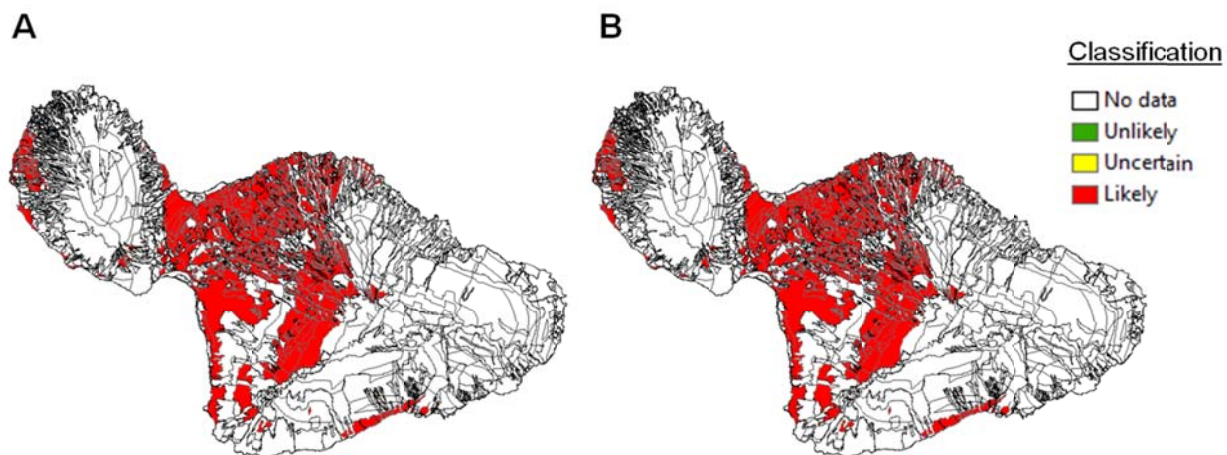 A
B
Classification
No data
Unlikely
Uncertain
Likely